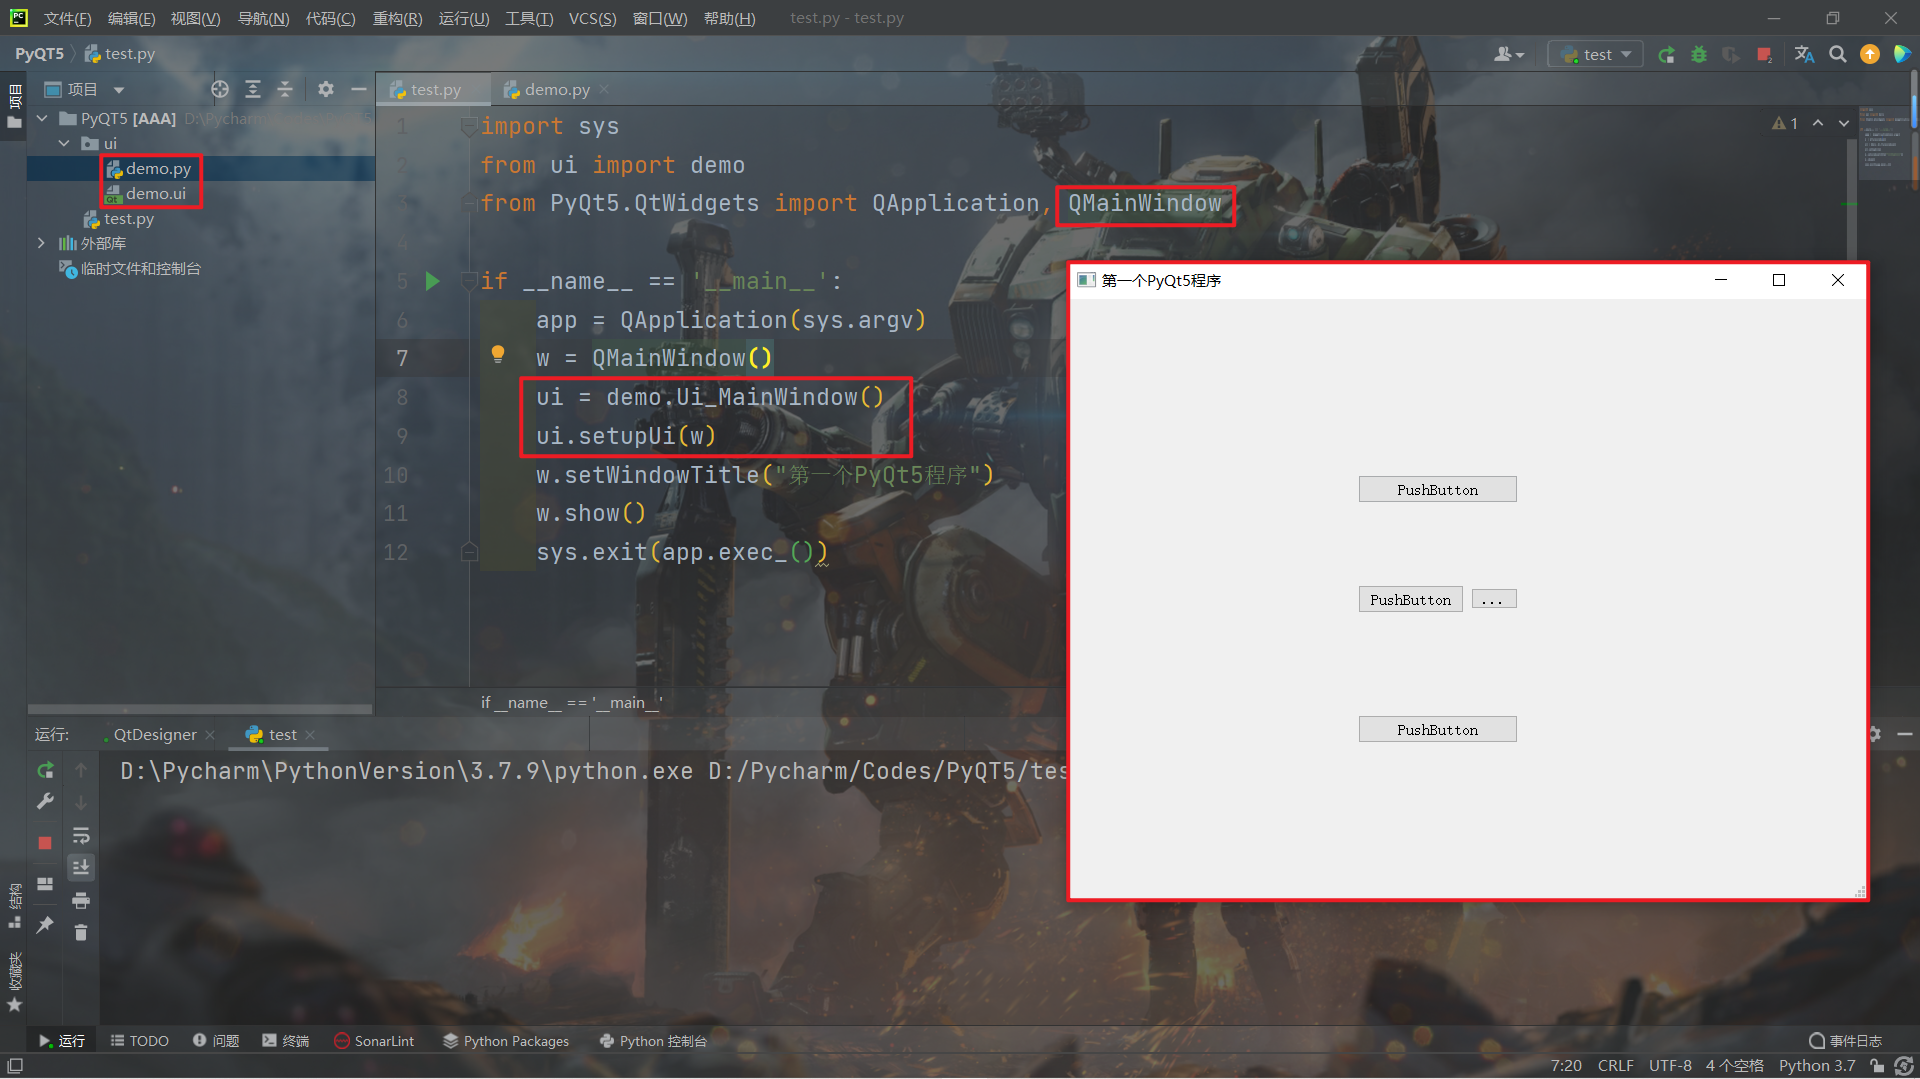 文件(F) 编辑(E) 视图(V) 导航(N) 代码(C) 重构(R) 运行(U) 工具(T) VCS(S) 窗口(W) 帮助(H) test.py - test.py
PyQT5 test.py
test
项目
test.py demo.py
PyQT5 [AAA] D:\Pycharm
ui
demo.py
demo.ui
test.py
外部库
临时文件和控制台
项目
1
1 import sys
2 from ui import demo
3 from PyQt5.QtWidgets import QApplication, QMainWindow
4
5 if __name__ == '__main__':
6 app = QApplication(sys.argv)
7 w = QMainWindow()
8 ui = demo.Ui_MainWindow()
9 ui.setupUi(w)
10 w.setWindowTitle("第一个PyQt5程序")
11 w.show()
12 sys.exit(app.exec_())
if __name__ == '__main__'
第一个PyQt5程序
PushButton
PushButton ...
PushButton
运行: QtDesigner test
D:\Pycharm\PythonVersion\3.7.9\python.exe D:/Pycharm/Codes/PyQT5/tes
结构
收藏夹
运行 TODO 问题 终端 SonarLint Python Packages Python 控制台 事件日志
7:20 CRLF UTF-8 4 个空格 Python 3.7